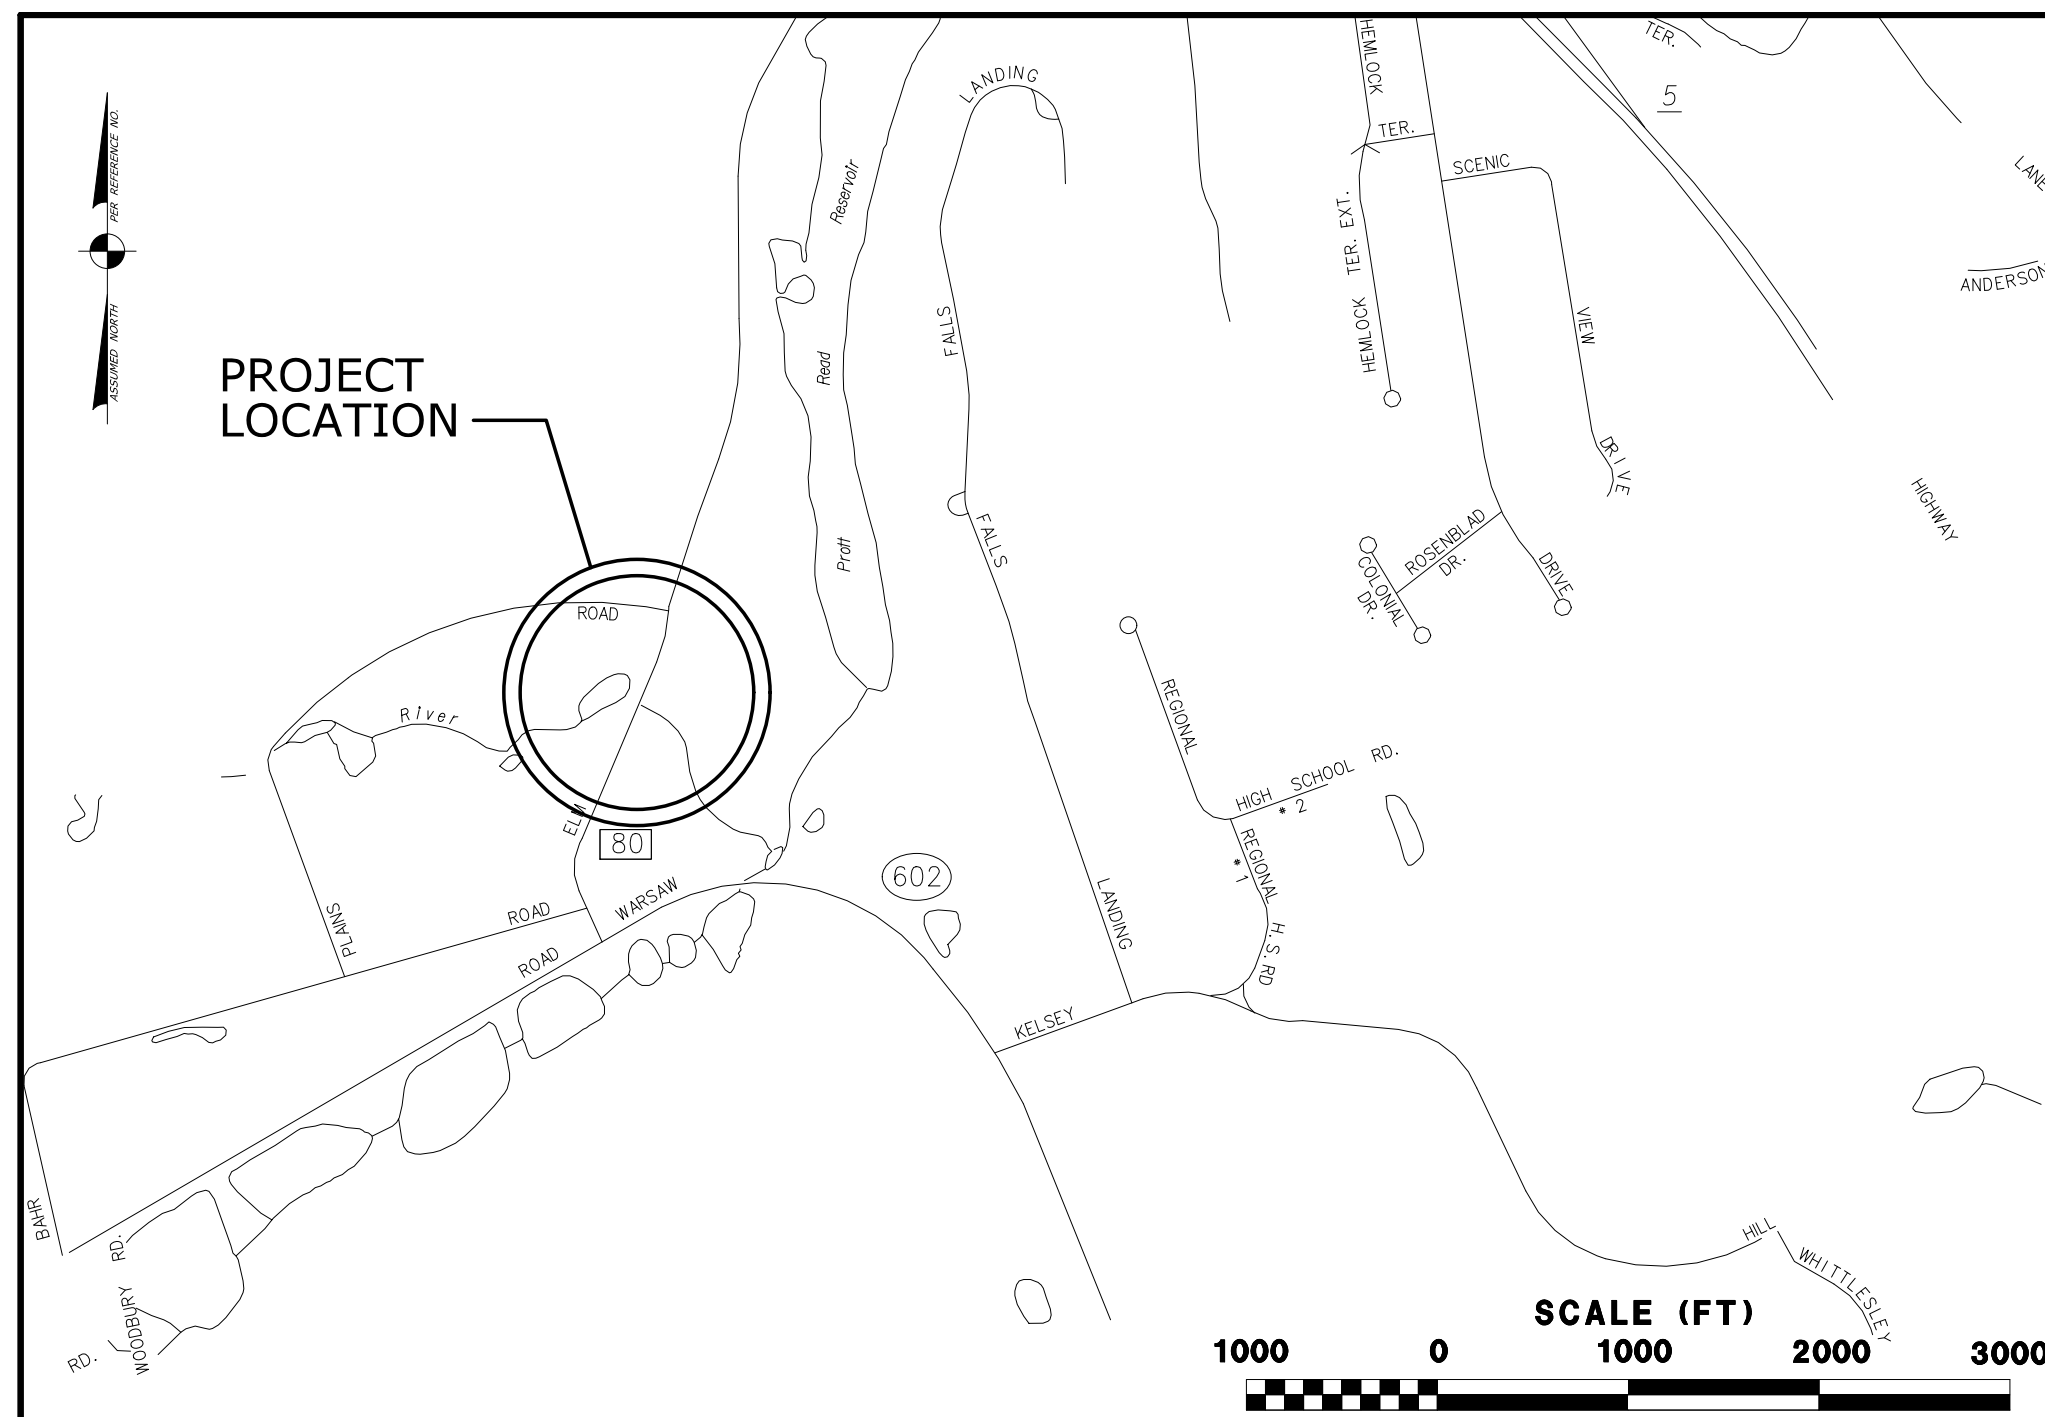 PER REFERENCE NO.
ASSUMED NORTH
PROJECT
LOCATION
LANDING
Reservoir
Read
Pratt
FALLS
FALLS
LANDING
HEMLOCK
TER.
HEMLOCK TER. EXT.
SCENIC
VIEW
DRIVE
TER.
5
LANE
ANDERSON
HIGHWAY
ROSENBLAD
DR.
COLONIAL
DR.
DRIVE
ROAD
River
ELM
80
602
WARSAW
ROAD
ROAD
PLAINS
REGIONAL
HIGH SCHOOL RD.
* 2
REGIONAL H.S.RD
* 1
KELSEY
HILL
WHITTLESLEY
BAHR
RD.
WOODBURY RD.
SCALE (FT)
1000 0 1000 2000 3000